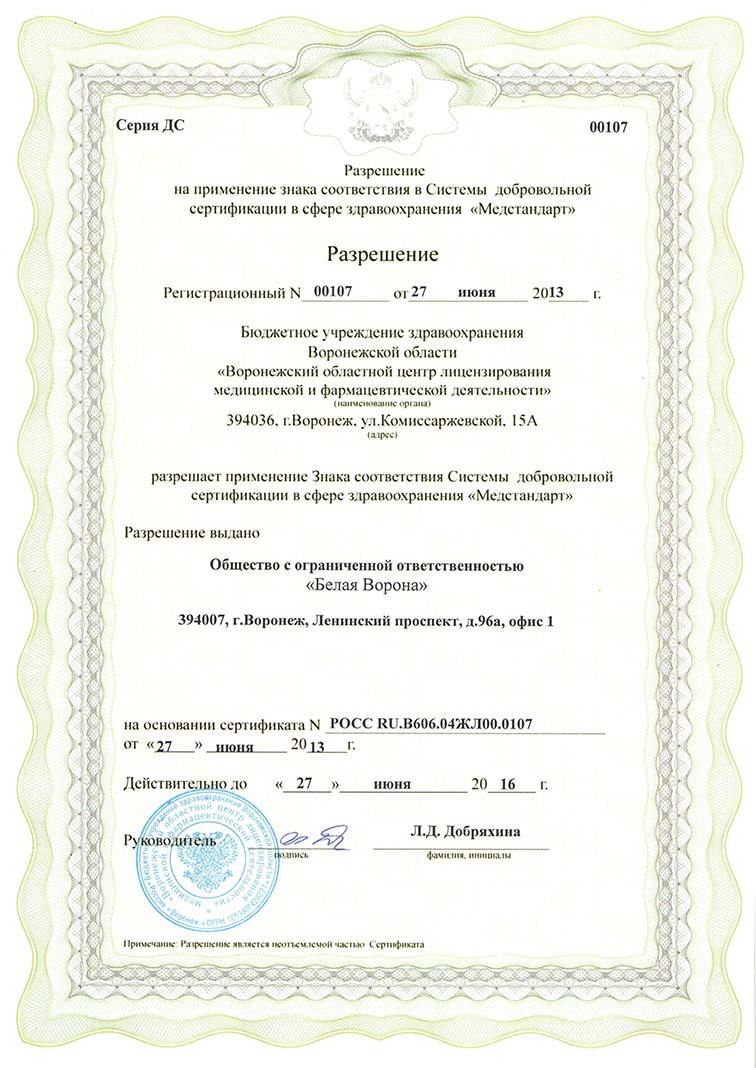 Серия ДС 00107
Разрешение
на применение знака соответствия в Системы добровольной
сертификации в сфере здравоохранения «Медстандарт»
Разрешение
Регистрационный N 00107 от 27 июня 2013 г.
Бюджетное учреждение здравоохранения
Воронежской области
«Воронежский областной центр лицензирования
медицинской и фармацевтической деятельности»
(наименование органа)
394036, г.Воронеж, ул.Комиссаржевской, 15А
(адрес)
разрешает применение Знака соответствия Системы добровольной
сертификации в сфере здравоохранения «Медстандарт»
Разрешение выдано
Общество с ограниченной ответственностью
«Белая Ворона»
394007, г.Воронеж, Ленинский проспект, д.96а, офис 1
на основании сертификата N РОСС RU.В606.04ЖЛ00.0107
от «27» июня 2013 г.
Действительно до «27» июня 20 16 г.
Руководитель Л.Д. Добряхина
подпись фамилия, инициалы
Примечание: Разрешение является неотъемлемой частью Сертификата